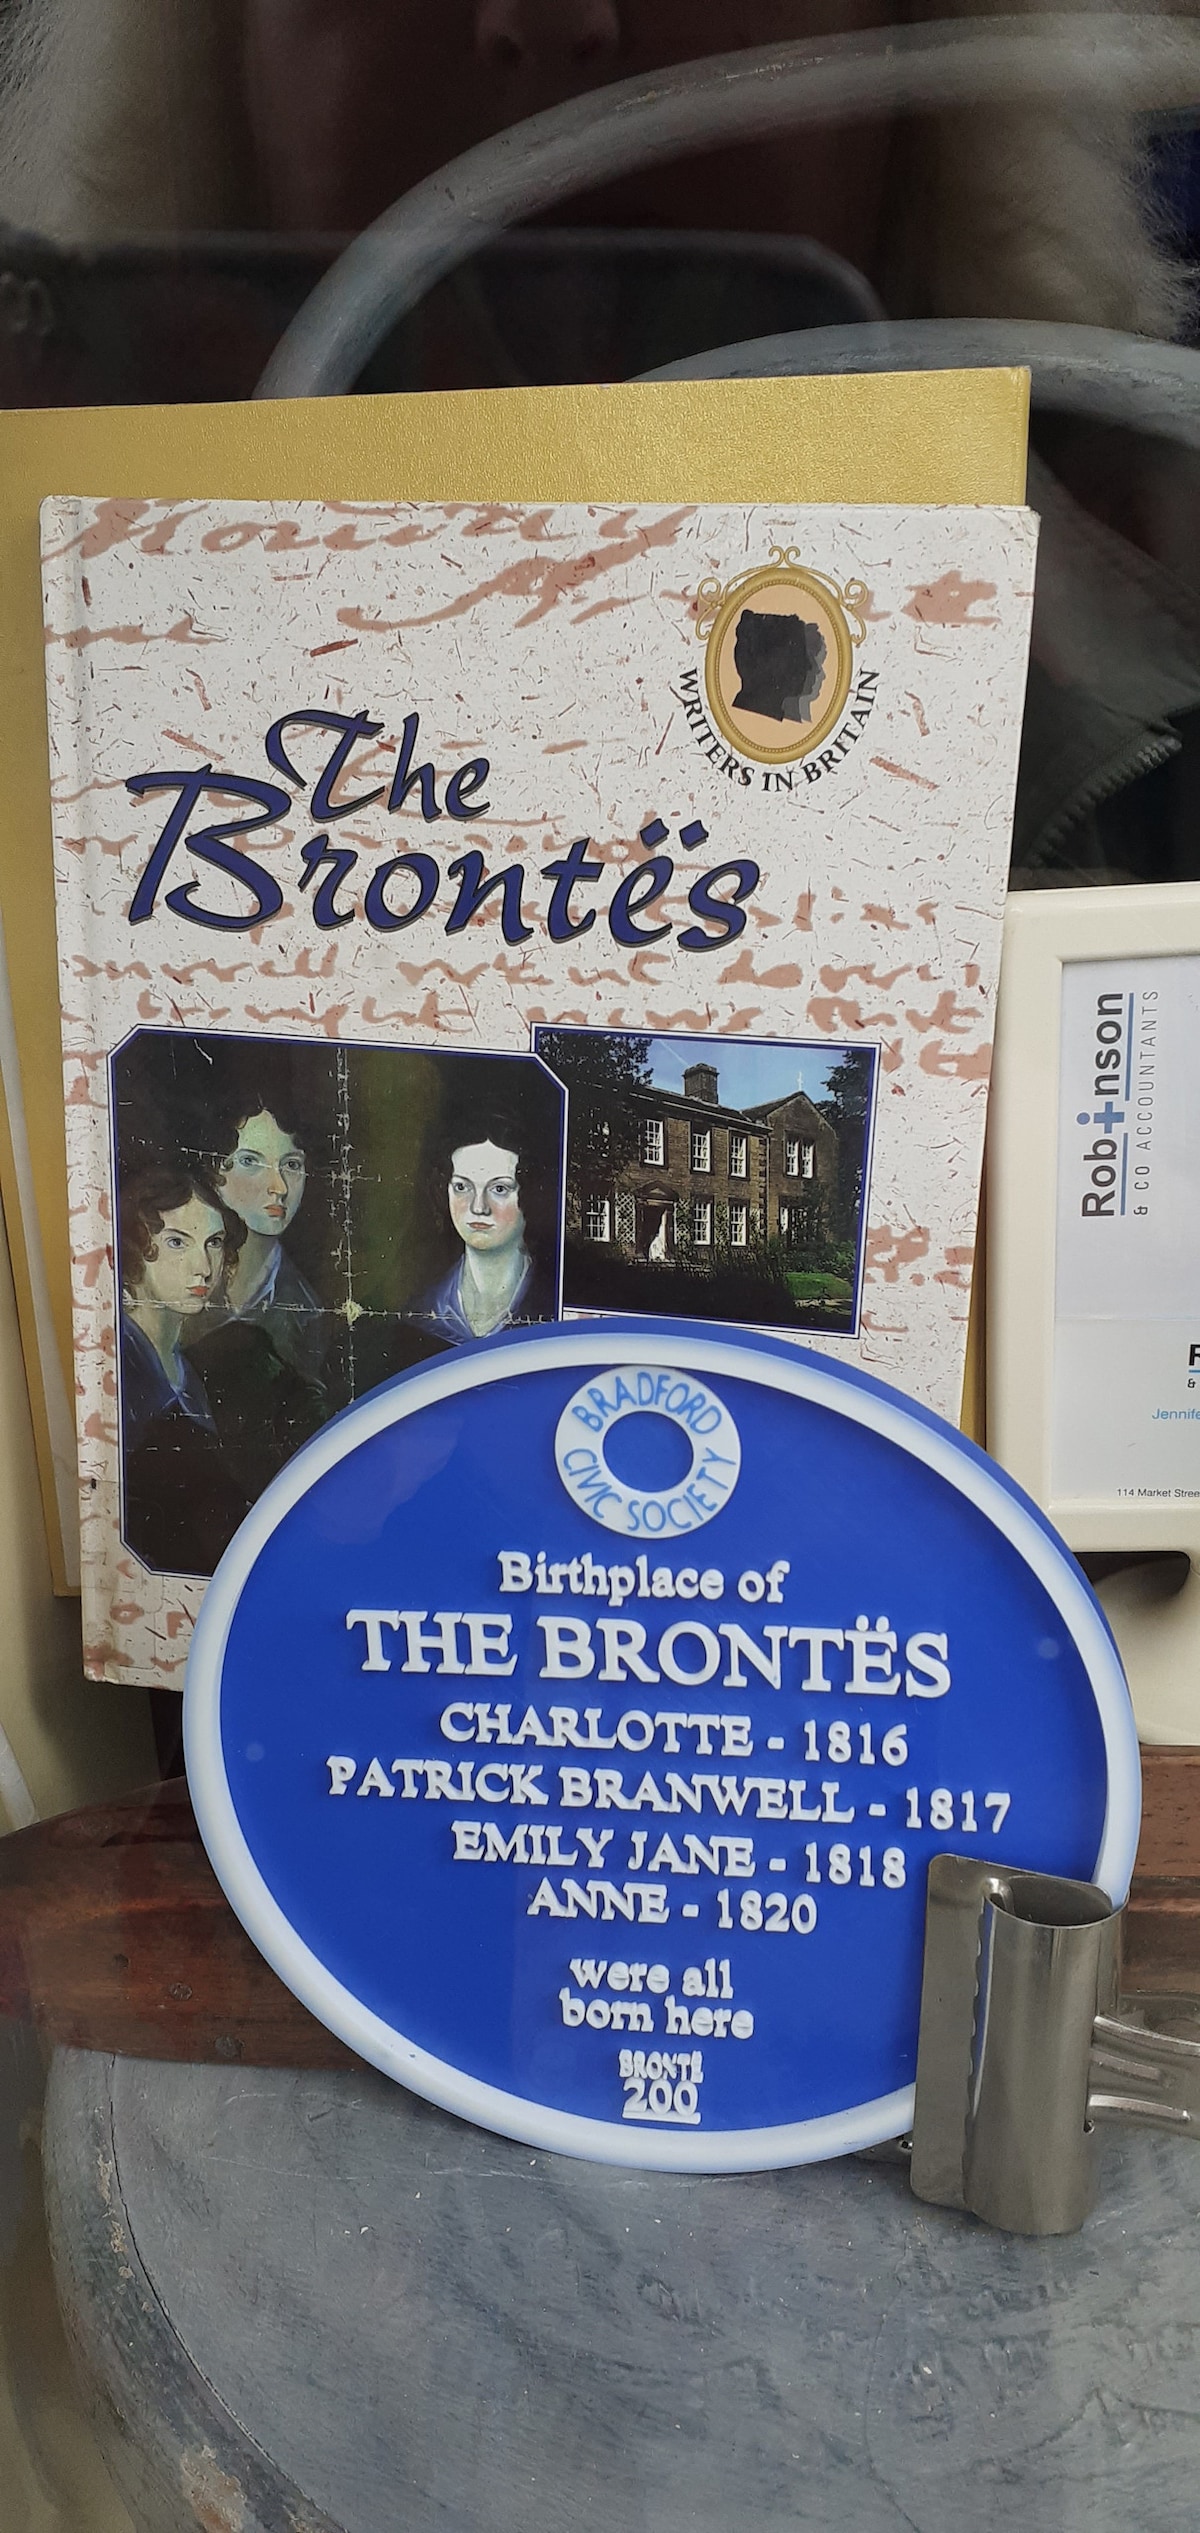 WRITERS IN BRITAIN
The
Brontës
Robinson
& CO ACCOUNTANTS
114 Market
BRADFORD
CIVIC SOCIETY
Birthplace of
THE BRONTËS
CHARLOTTE - 1816
PATRICK BRANWELL - 1817
EMILY JANE - 1818
ANNE - 1820
were all
born here
BRONTË
200